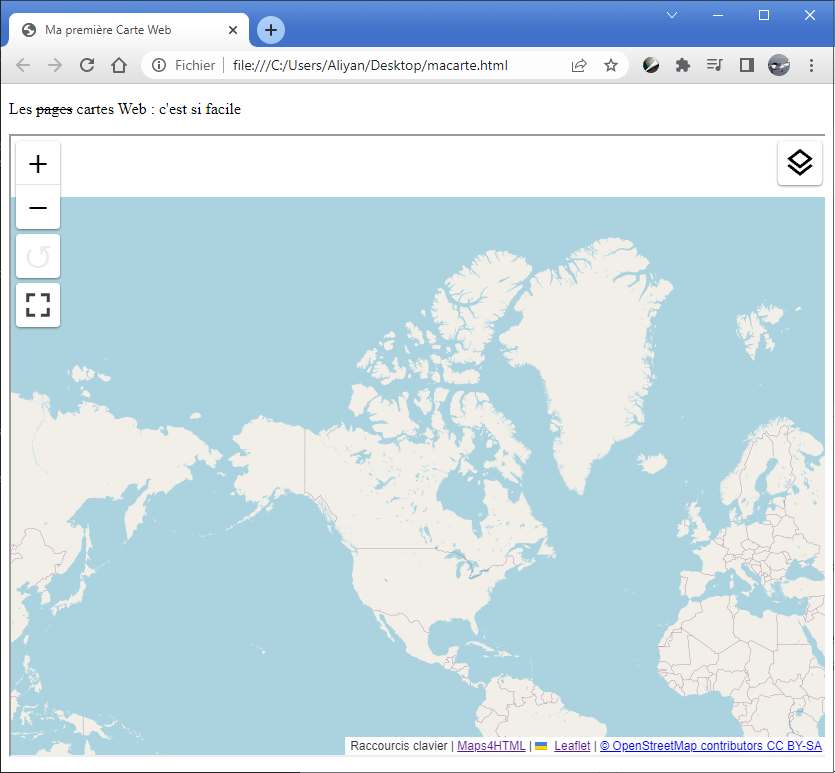 Ma première Carte Web
Fichier file:///C:/Users/Aliyan/Desktop/macarte.html
Les pages cartes Web : c'est si facile
Raccourcis clavier | Maps4HTML | Leaflet | © OpenStreetMap contributors CC BY-SA